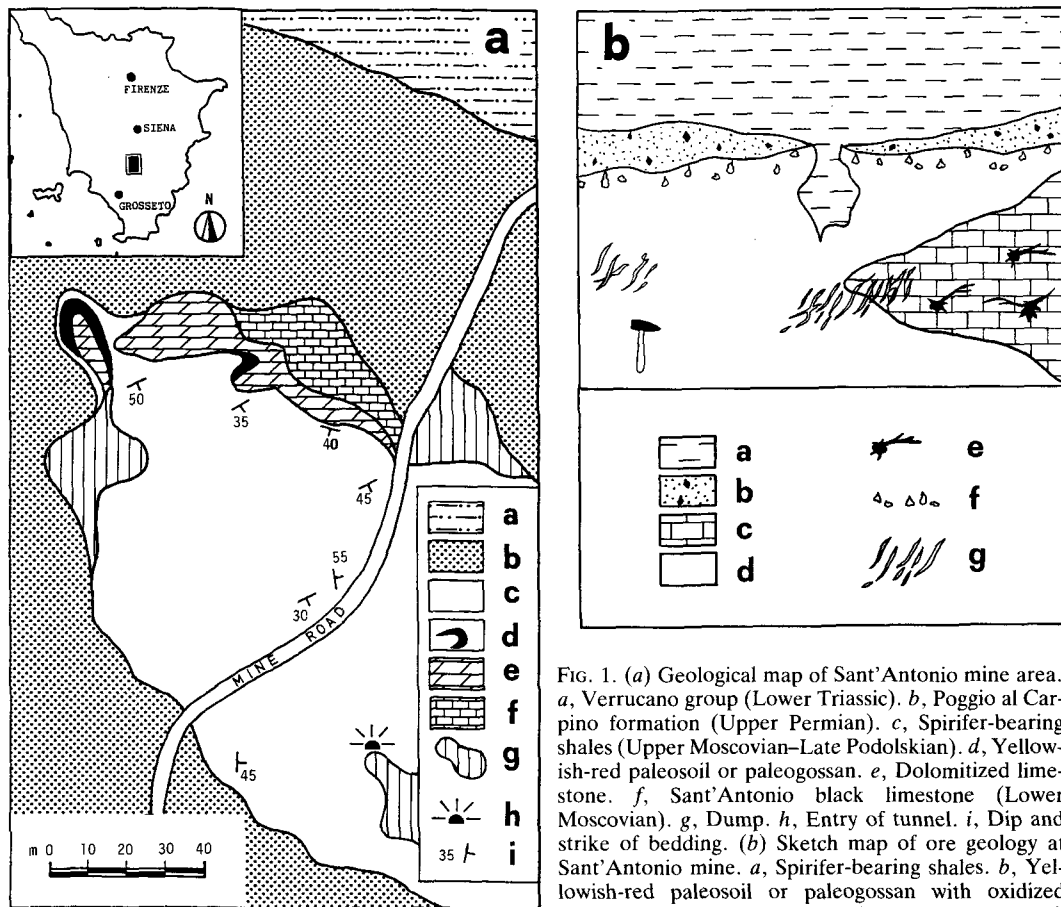 a
FIRENZE
SIENA
GROSSETO
N
50
35
40
45
55
30
MINE ROAD
45
m 0 10 20 30 40
a
b
c
d
e
f
g
h
35 i
b
a
b
c
d
e
f
g
FIG. 1. (a) Geological map of Sant'Antonio mine area.
a, Verrucano group (Lower Triassic). b, Poggio al Car-
pino formation (Upper Permian). c, Spirifer-bearing
shales (Upper Moscovian–Late Podolskian). d, Yellow-
ish-red paleosoil or paleogossan. e, Dolomitized lime-
stone. f, Sant'Antonio black limestone (Lower
Moscovian). g, Dump. h, Entry of tunnel. i, Dip and
strike of bedding. (b) Sketch map of ore geology at
Sant'Antonio mine. a, Spirifer-bearing shales. b, Yel-
lowish-red paleosoil or paleogossan with oxidized